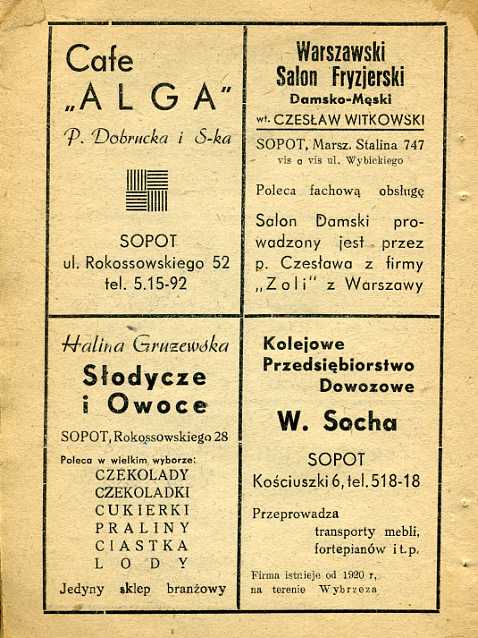 Cafe
„ALGA"
P. Dobrucka i S-ka
SOPOT
ul. Rokossowskiego 52
tel. 5.15-92
Warszawski
Salon Fryzjerski
Damsko-Męski
wł. CZESŁAW WITKOWSKI
SOPOT, Marsz. Stalina 747
vis a vis ul. Wybickiego
Poleca fachową obsługę
Salon Damski pro-
wadzony jest przez
p. Czesława z firmy
„Zoli" z Warszawy
Halina Gruzewska
Słodycze
i Owoce
SOPOT, Rokossowskiego 28
Poleca w wielkim wyborze:
CZEKOLADY
CZEKOLADKI
CUKIERKI
PRALINY
CIASTKA
LODY
Jedyny sklep branżowy
Kolejowe
Przedsiębiorstwo
Dowozowe
W. Socha
SOPOT
Kościuszki 6, tel. 518-18
Przeprowadza
transporty mebli,
fortepianów i t.p.
Firma istnieje od 1920 r,
na terenie Wybrzeza